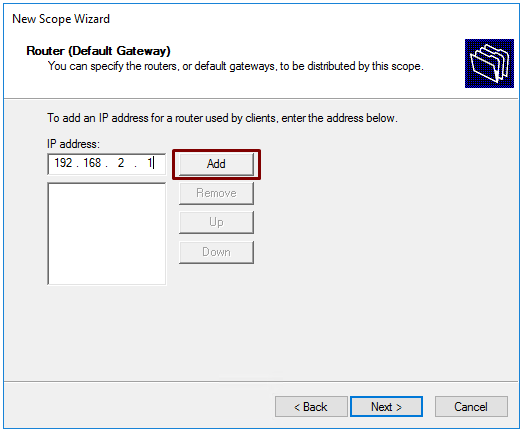 New Scope Wizard
Router (Default Gateway)
You can specify the routers, or default gateways, to be distributed by this scope.
To add an IP address for a router used by clients, enter the address below.
IP address:
192 . 168 . 2 . 1
Add
Remove
Up
Down
< Back
Next >
Cancel